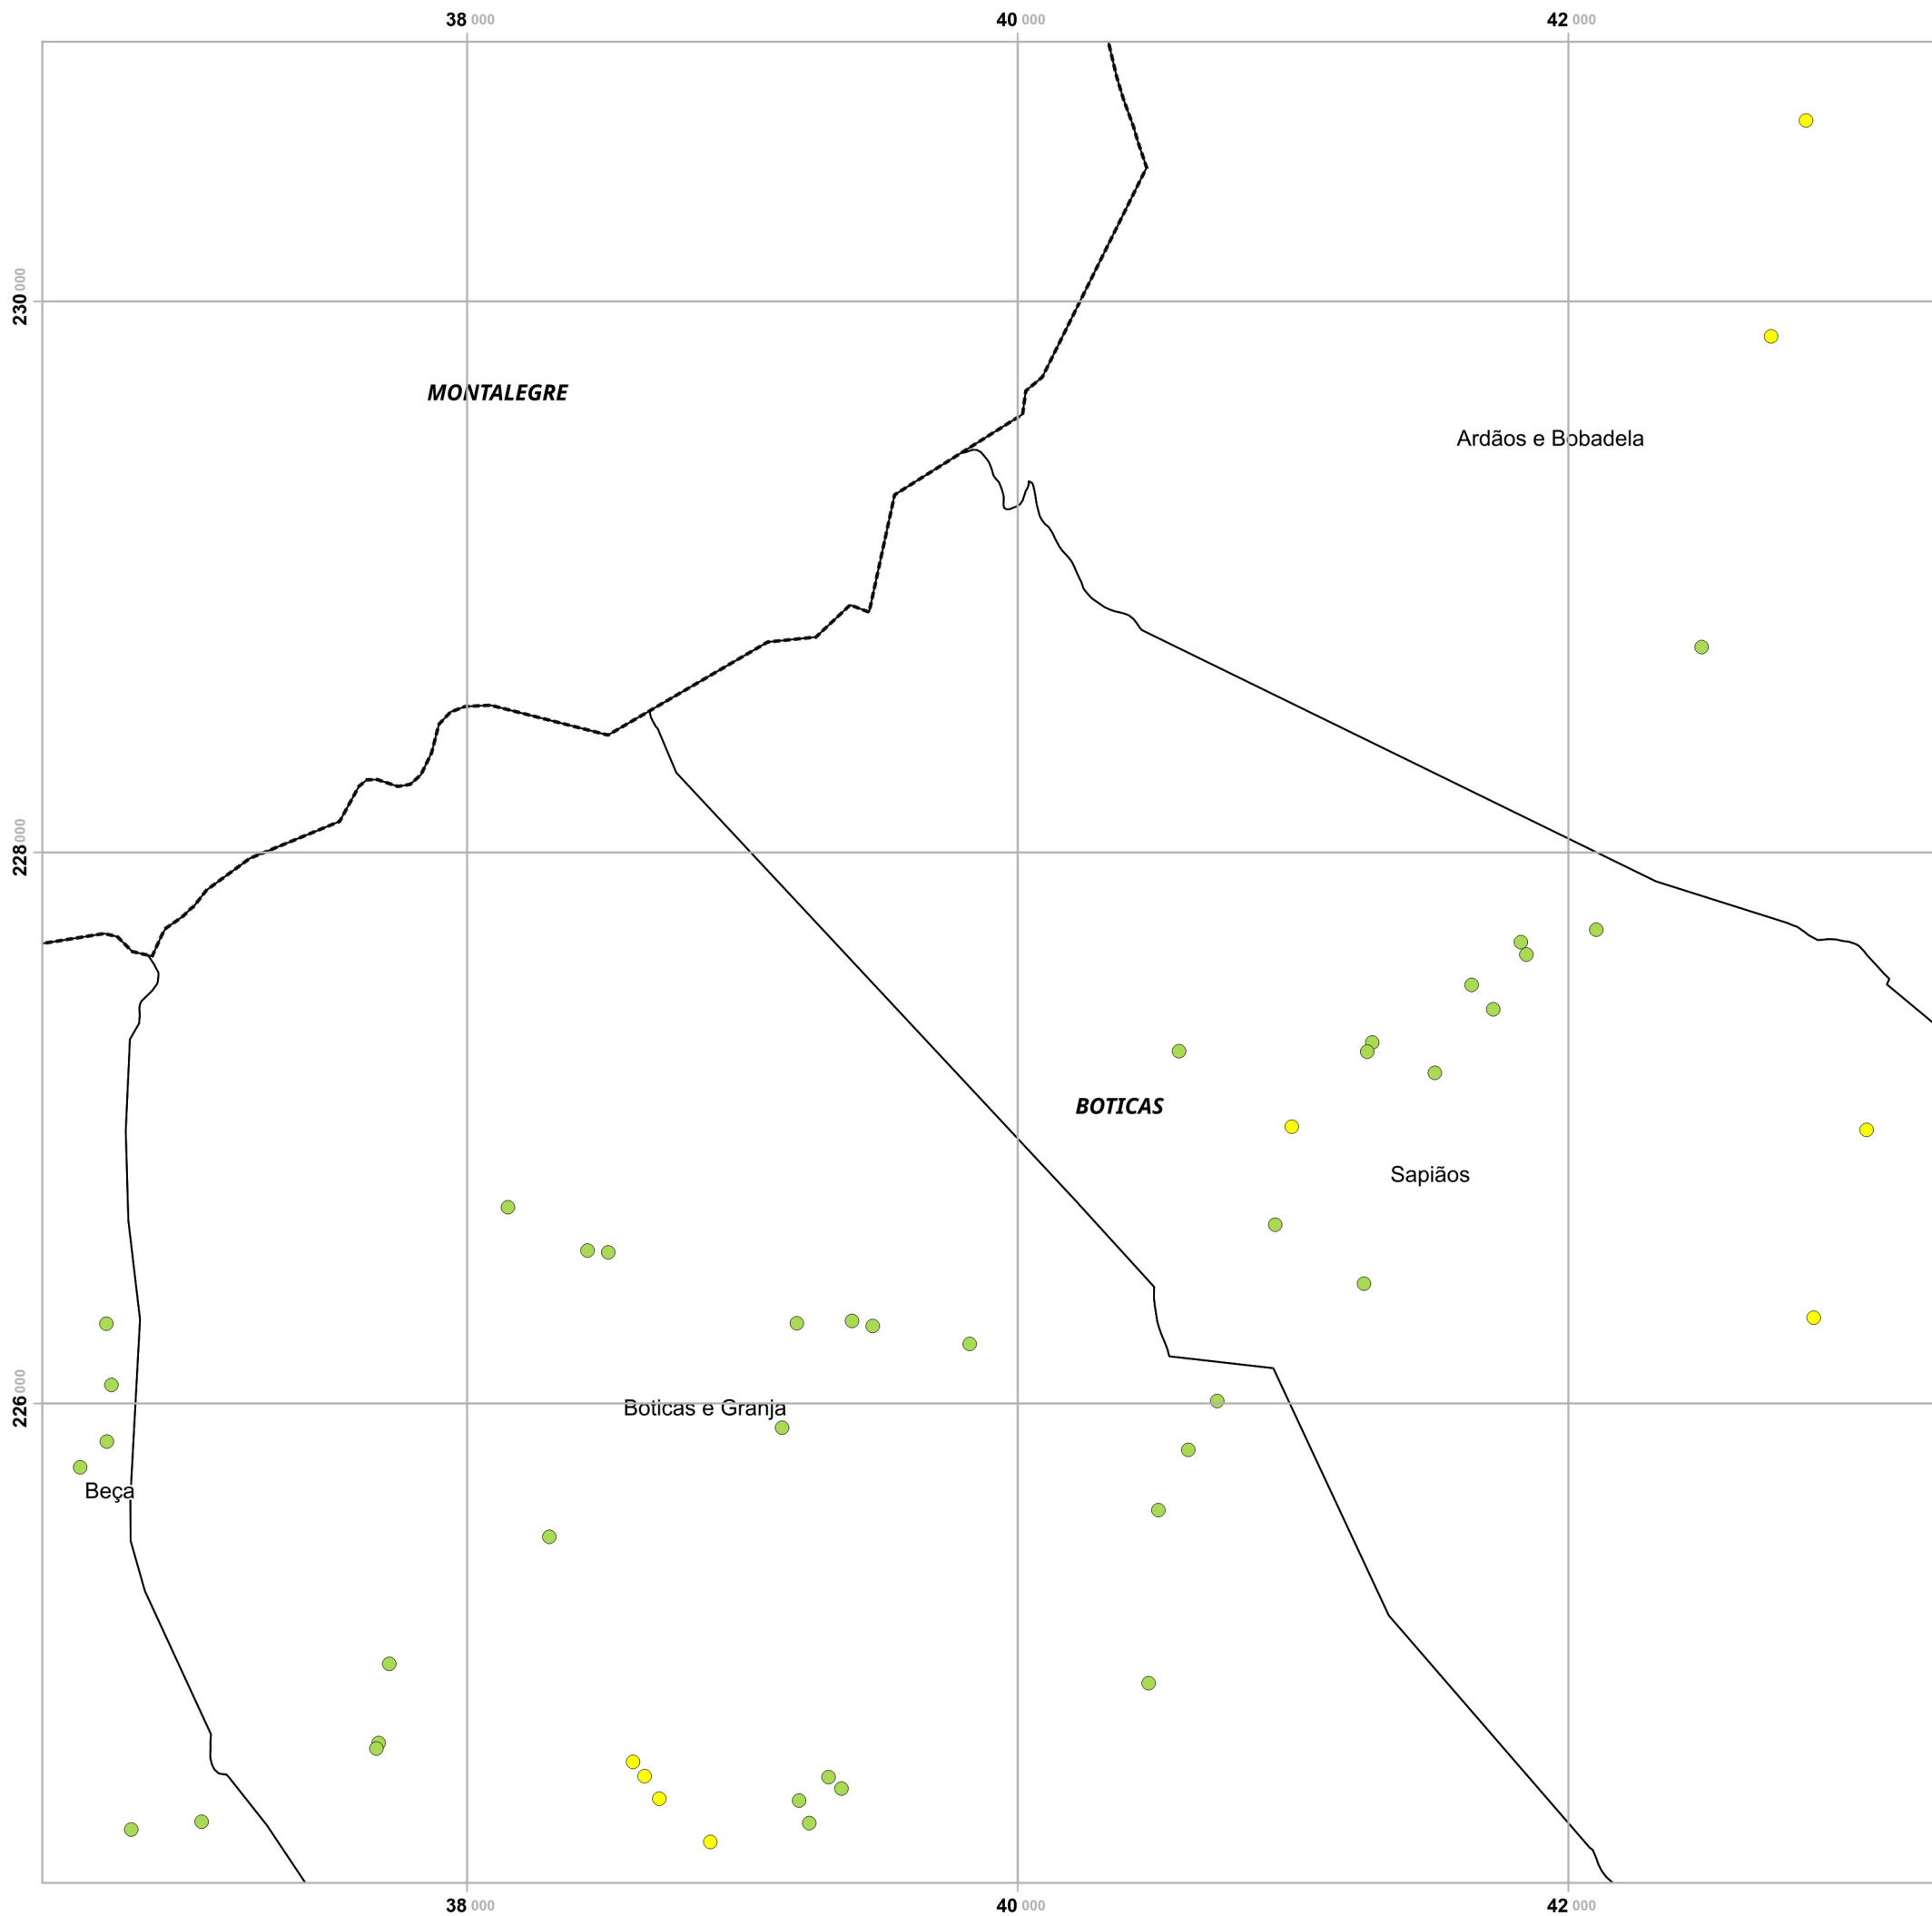 38 000 40 000 42 000
230 000
MONTALEGRE
Ardãos e Bobadela
228 000
BOTICAS
Sapiãos
226 000
Boticas e Granja
Beça
38 000 40 000 42 000